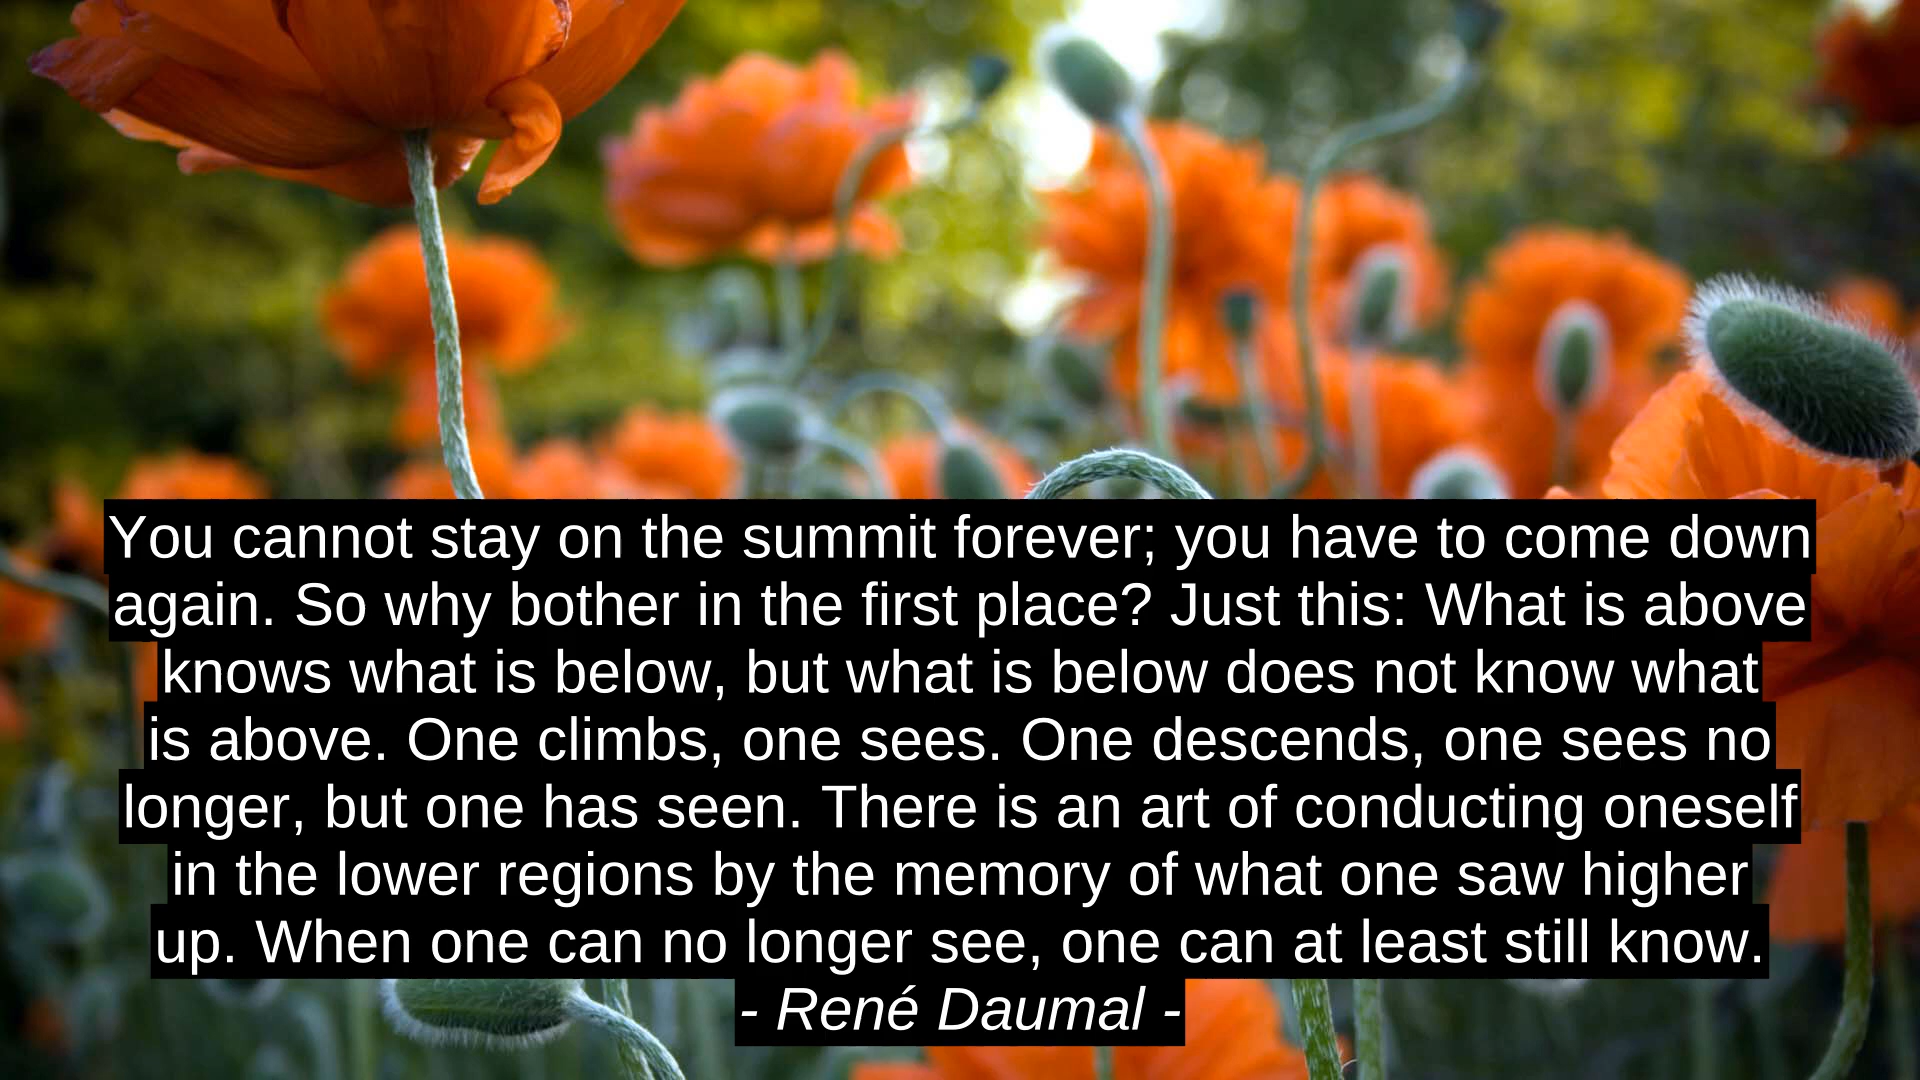 You cannot stay on the summit forever; you have to come down
again. So why bother in the first place? Just this: What is above
knows what is below, but what is below does not know what
is above. One climbs, one sees. One descends, one sees no
longer, but one has seen. There is an art of conducting oneself
in the lower regions by the memory of what one saw higher
up. When one can no longer see, one can at least still know.
- René Daumal -